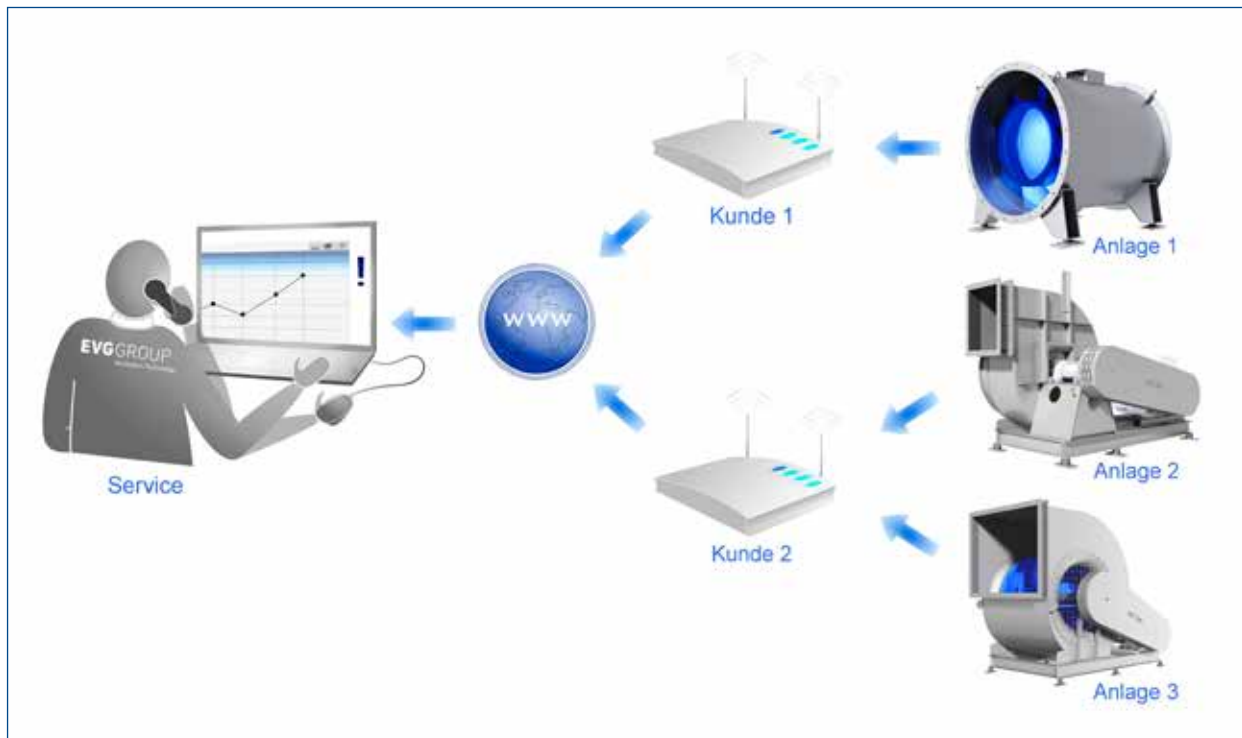 Kunde 1
Anlage 1
www
EVGGROUP
Service
Anlage 2
Kunde 2
Anlage 3